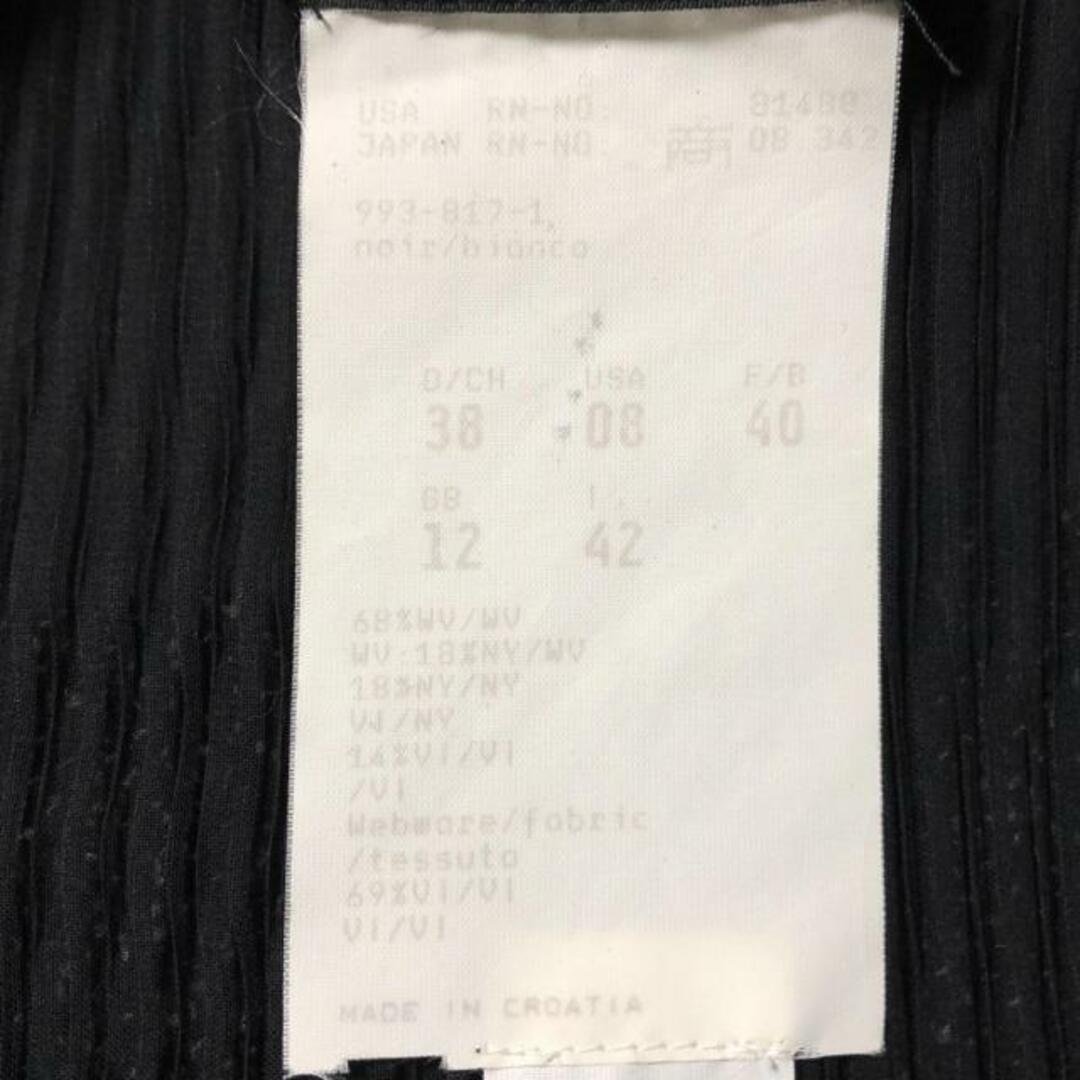 USA RN-NO. 81488
JAPAN RN-NO. 商 08 342
993-817-1,
noir/bianco
D/CH USA F/B
38 08 40
GB I
12 42
68%WV/WV
WV 18%NY/WV
18%NY/NY
VI/NY
14%VI/VI
/VI
Webware/fabric
/tessuto
69%VI/VI
VI/VI
MADE IN CROATIA